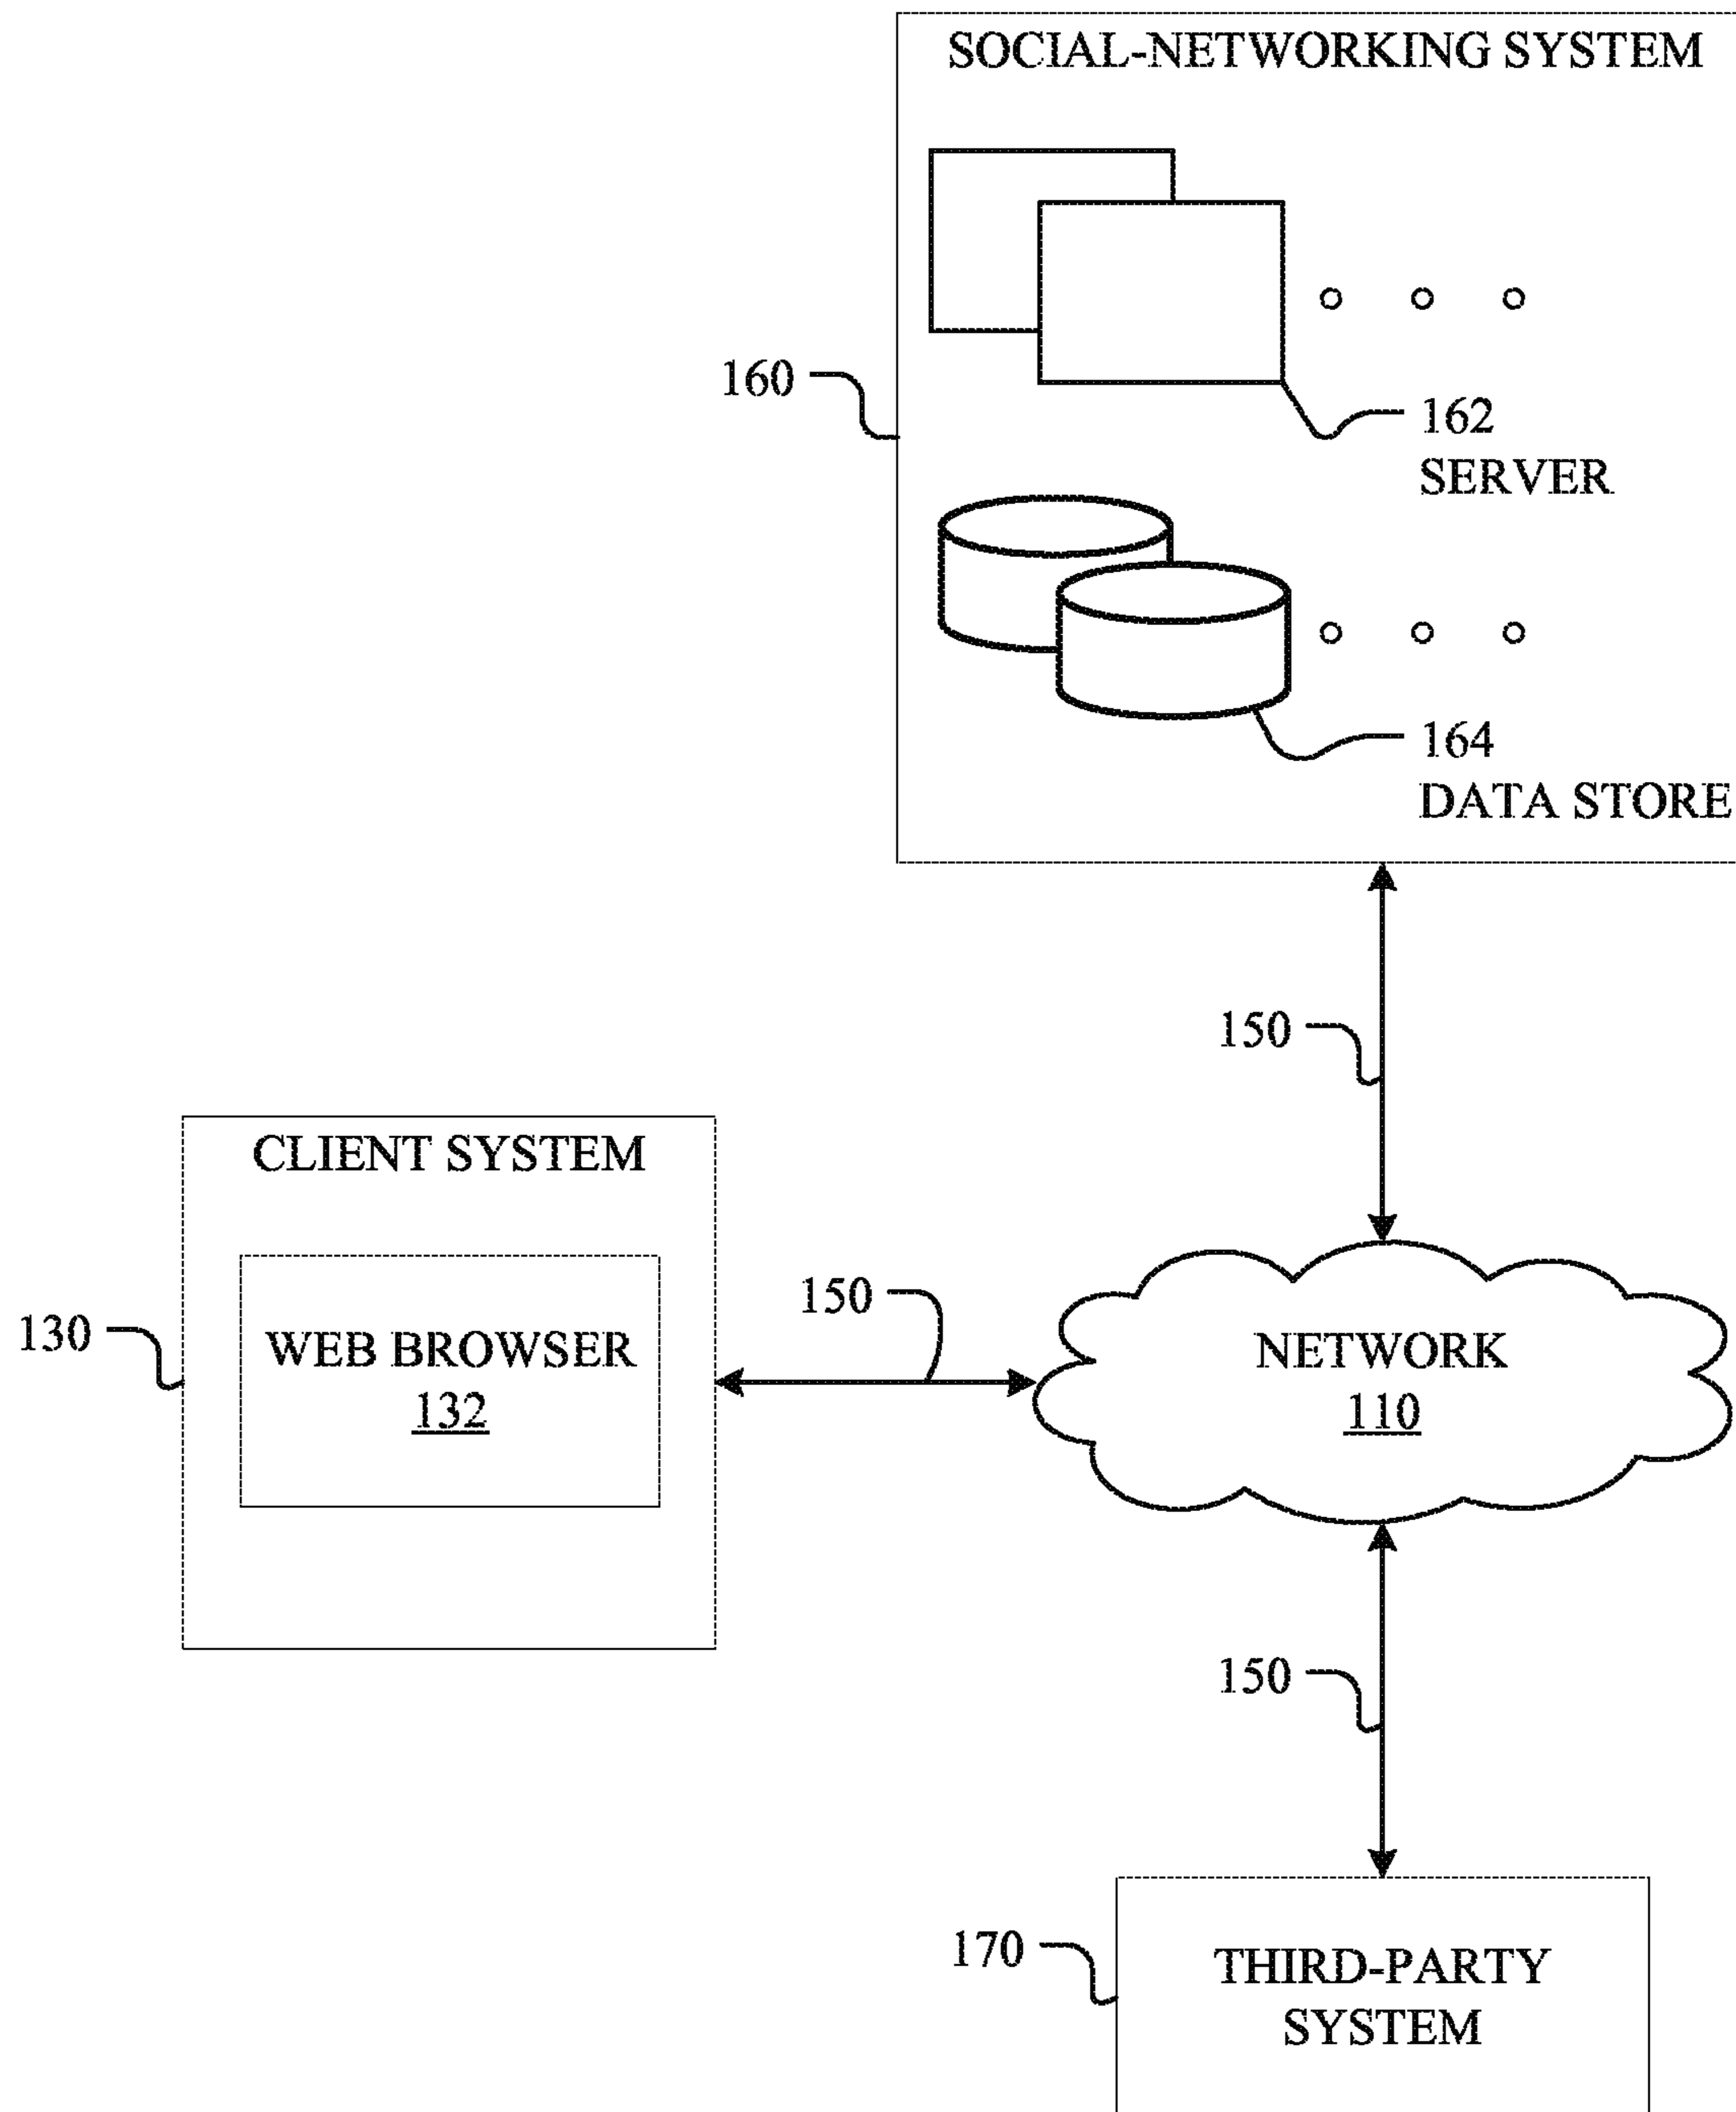 SOCIAL-NETWORKING SYSTEM
160
162
SERVER
164
DATA STORE
150
CLIENT SYSTEM
130
WEB BROWSER
132
150
NETWORK
110
150
170
THIRD-PARTY
SYSTEM